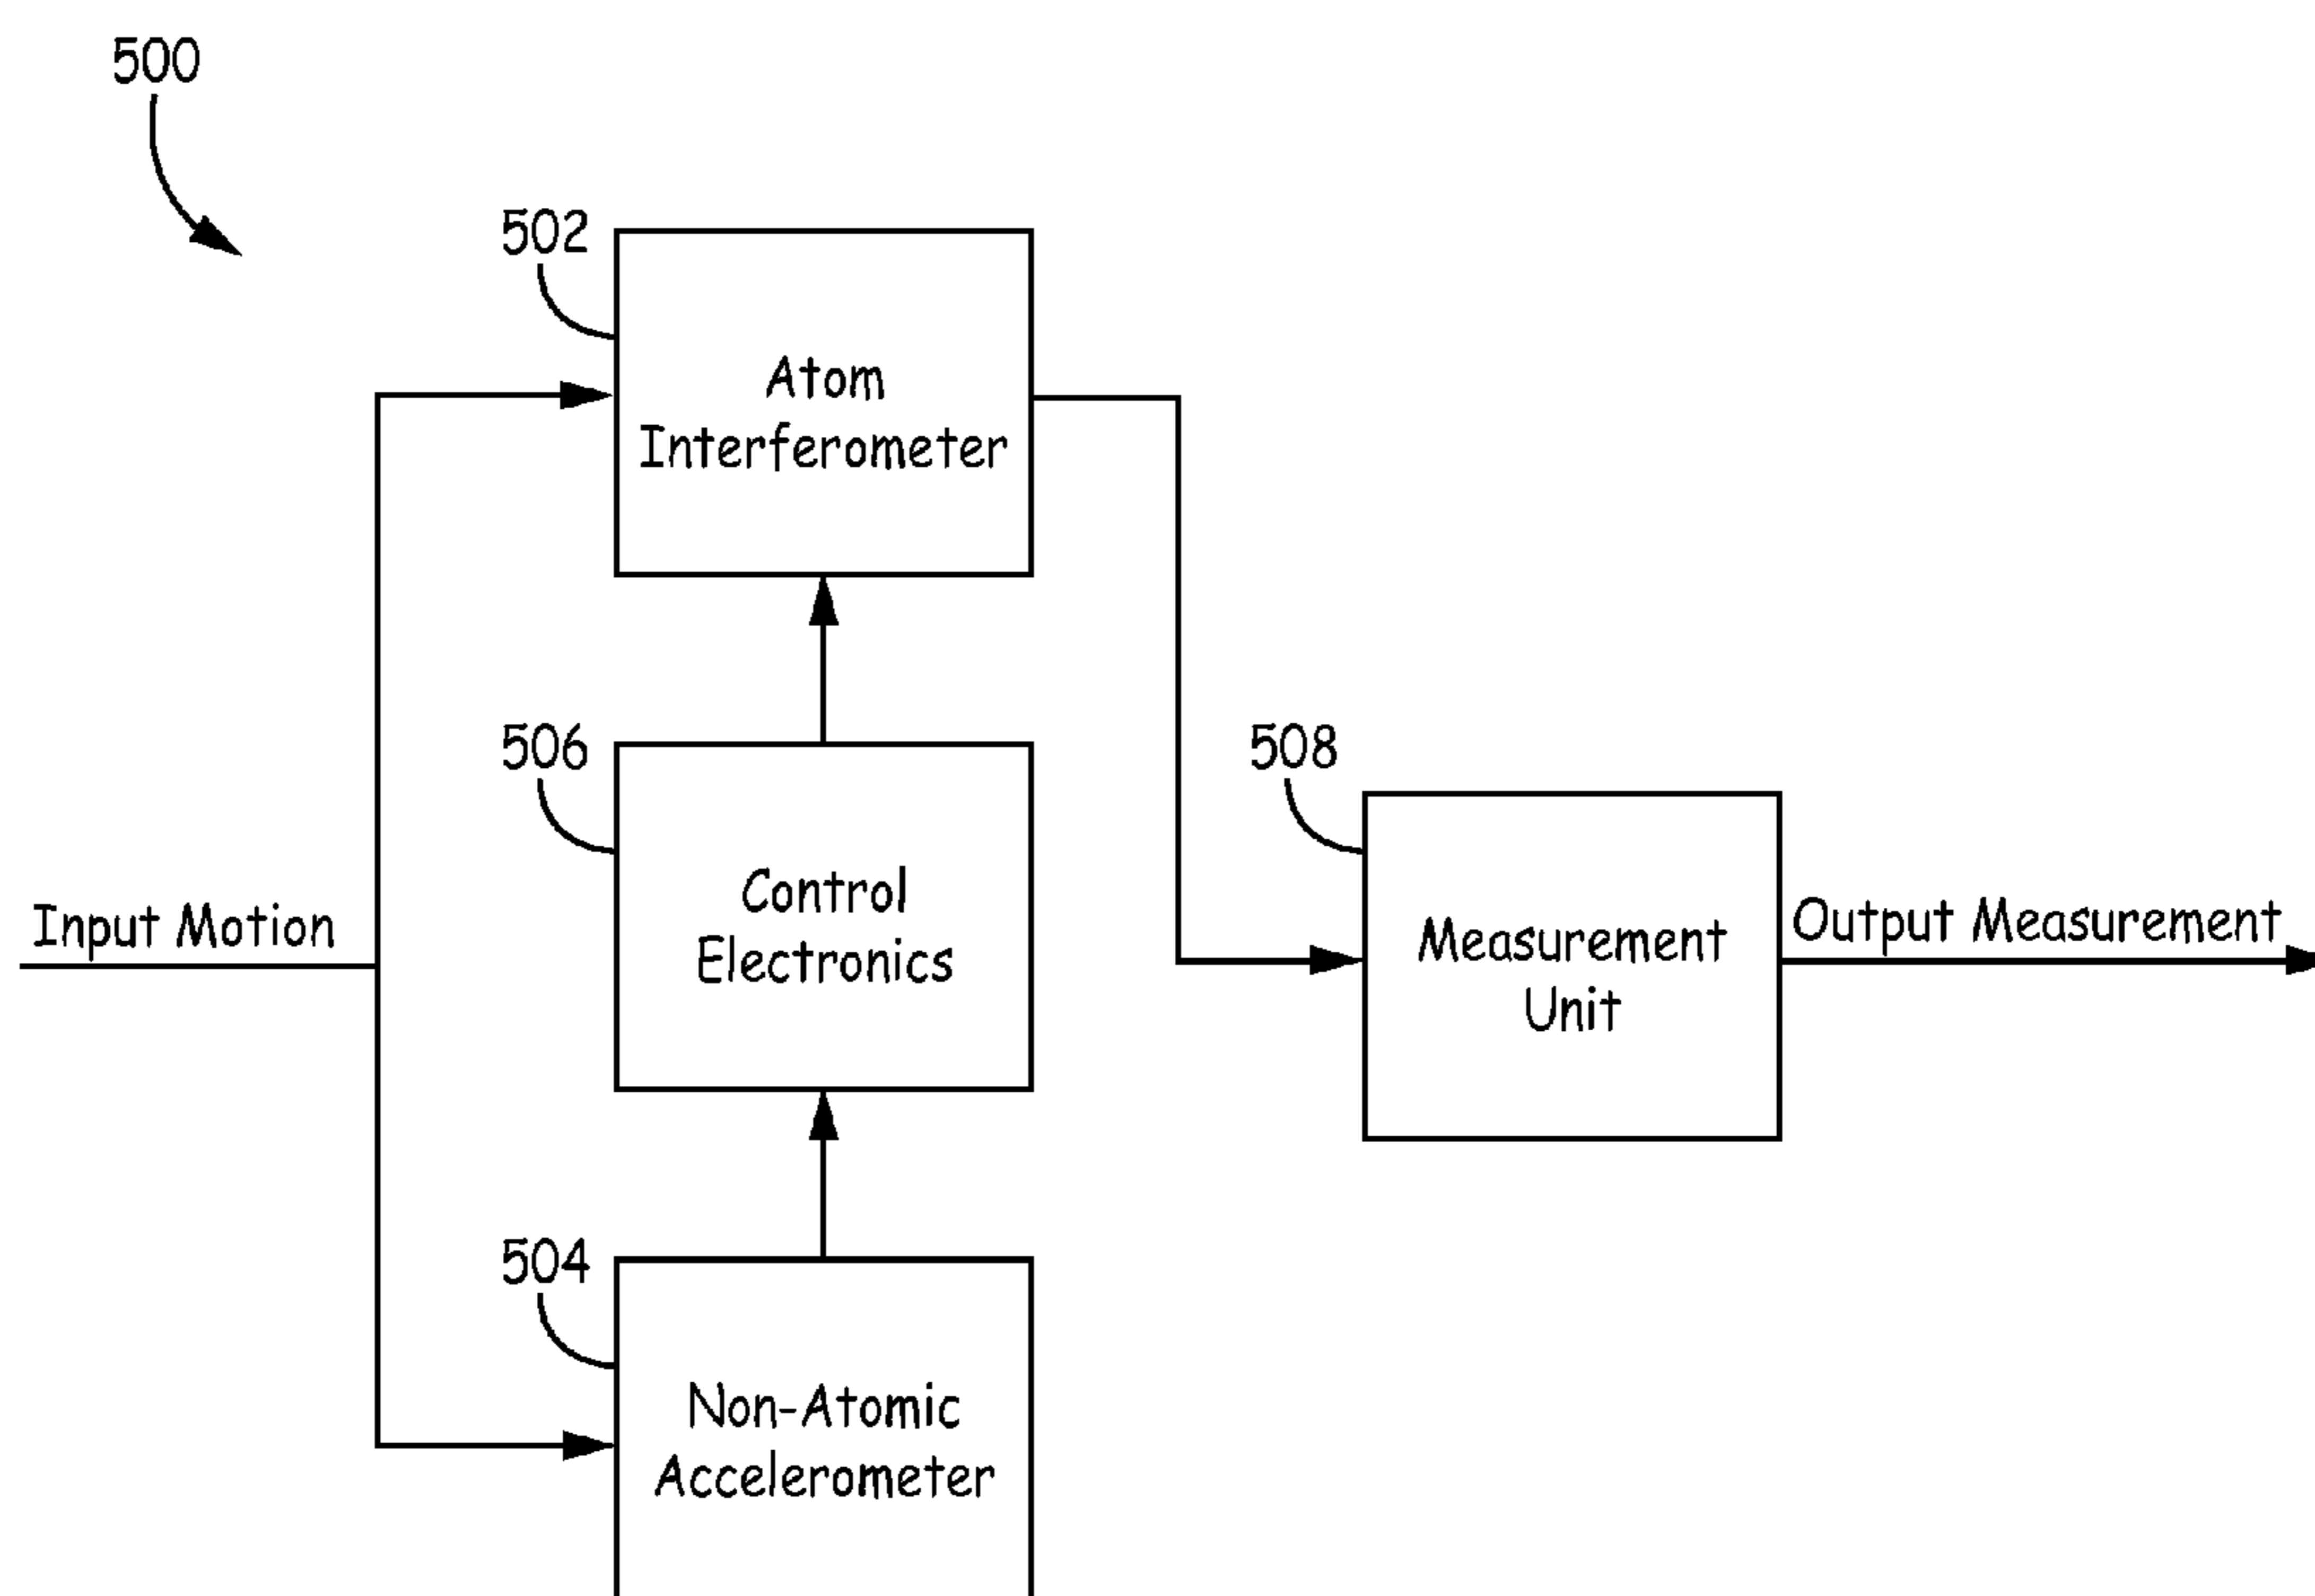 500
502
Atom
Interferometer
506
Control
Electronics
508
Input Motion
Measurement
Unit
Output Measurement
504
Non-Atomic
Accelerometer